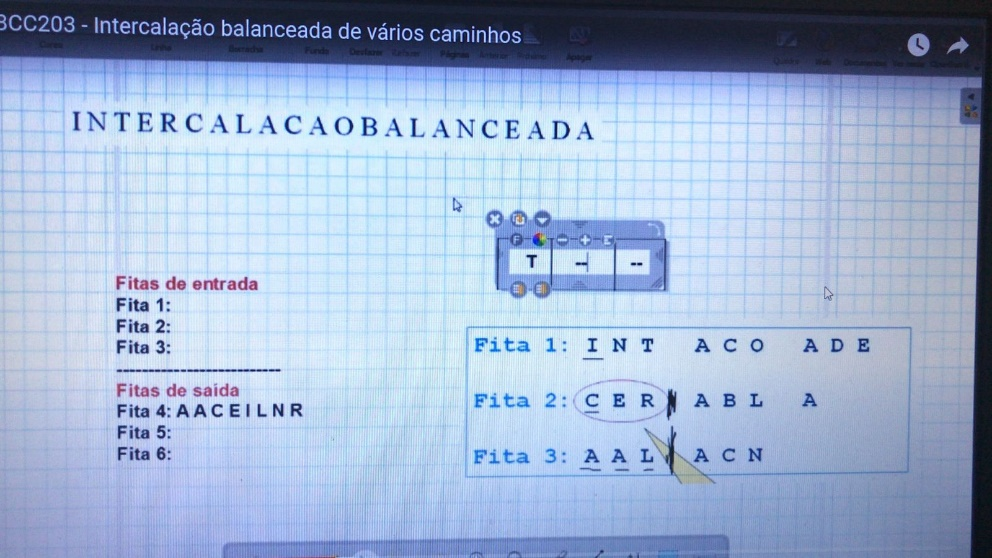 BCC203 - Intercalação balanceada de vários caminhos
I N T E R C A L A C A O B A L A N C E A D A
T -- --
Fitas de entrada
Fita 1:
Fita 2:
Fita 3:
---------------------------
Fitas de saída
Fita 4: A A C E I L N R
Fita 5:
Fita 6:
Fita 1: I N T A C O A D E
Fita 2: C E R A B L A
Fita 3: A A L A C N